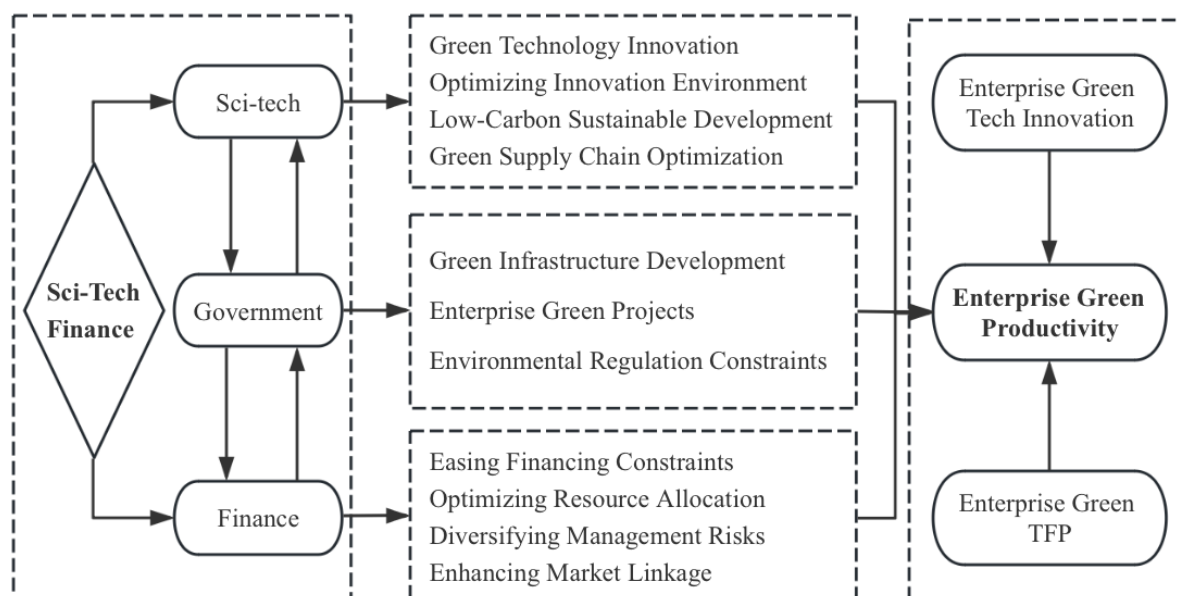 Sci-Tech
Finance
Sci-tech
Government
Finance
Green Technology Innovation
Optimizing Innovation Environment
Low-Carbon Sustainable Development
Green Supply Chain Optimization
Green Infrastructure Development
Enterprise Green Projects
Environmental Regulation Constraints
Easing Financing Constraints
Optimizing Resource Allocation
Diversifying Management Risks
Enhancing Market Linkage
Enterprise Green
Tech Innovation
Enterprise Green
Productivity
Enterprise Green
TFP